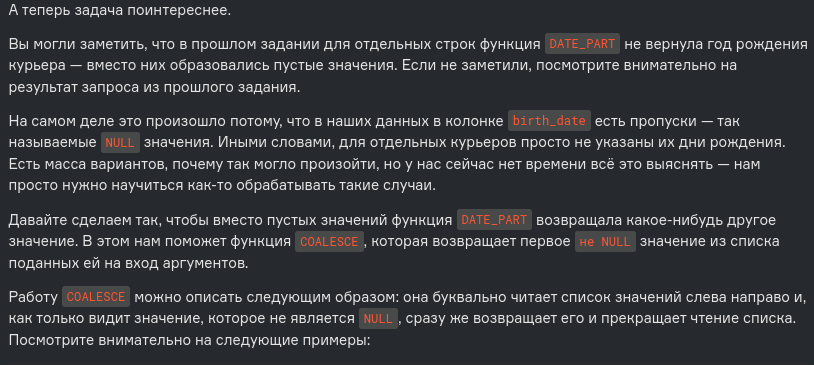 А теперь задача поинтереснее.
Вы могли заметить, что в прошлом задании для отдельных строк функция DATE_PART не вернула год рождения
курьера — вместо них образовались пустые значения. Если не заметили, посмотрите внимательно на
результат запроса из прошлого задания.
На самом деле это произошло потому, что в наших данных в колонке birth_date есть пропуски — так
называемые NULL значения. Иными словами, для отдельных курьеров просто не указаны их дни рождения.
Есть масса вариантов, почему так могло произойти, но у нас сейчас нет времени всё это выяснять — нам
просто нужно научиться как-то обрабатывать такие случаи.
Давайте сделаем так, чтобы вместо пустых значений функция DATE_PART возвращала какое-нибудь другое
значение. В этом нам поможет функция COALESCE, которая возвращает первое не NULL значение из списка
поданных ей на вход аргументов.
Работу COALESCE можно описать следующим образом: она буквально читает список значений слева направо и,
как только видит значение, которое не является NULL, сразу же возвращает его и прекращает чтение списка.
Посмотрите внимательно на следующие примеры: